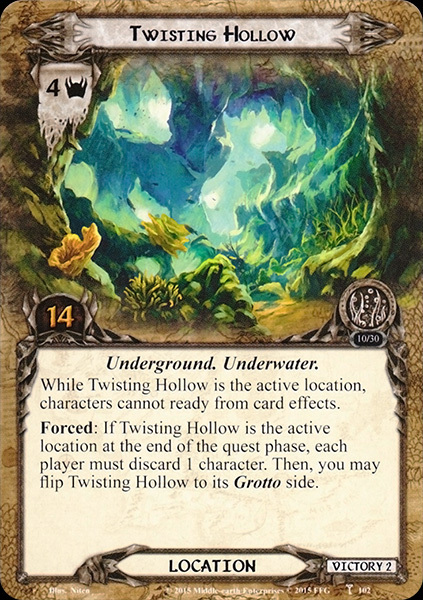 Twisting Hollow
4
14
10/30
Underground. Underwater.
While Twisting Hollow is the active location,
characters cannot ready from card effects.
Forced: If Twisting Hollow is the active
location at the end of the quest phase, each
player must discard 1 character. Then, you may
flip Twisting Hollow to its Grotto side.
LOCATION
VICTORY 2
Illus. Niten
© 2015 Middle-earth Enterprises © 2015 FFG
102